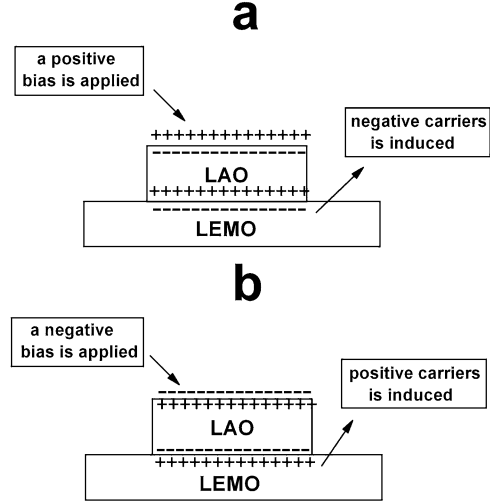 a
a positive
bias is applied
++++++++++++++
negative carriers
is induced
––––––––––––––
LAO
++++++++++++++
––––––––––––––
LEMO
b
a negative
bias is applied
––––––––––––––
positive carriers
is induced
++++++++++++++
LAO
––––––––––––––
++++++++++++++
LEMO